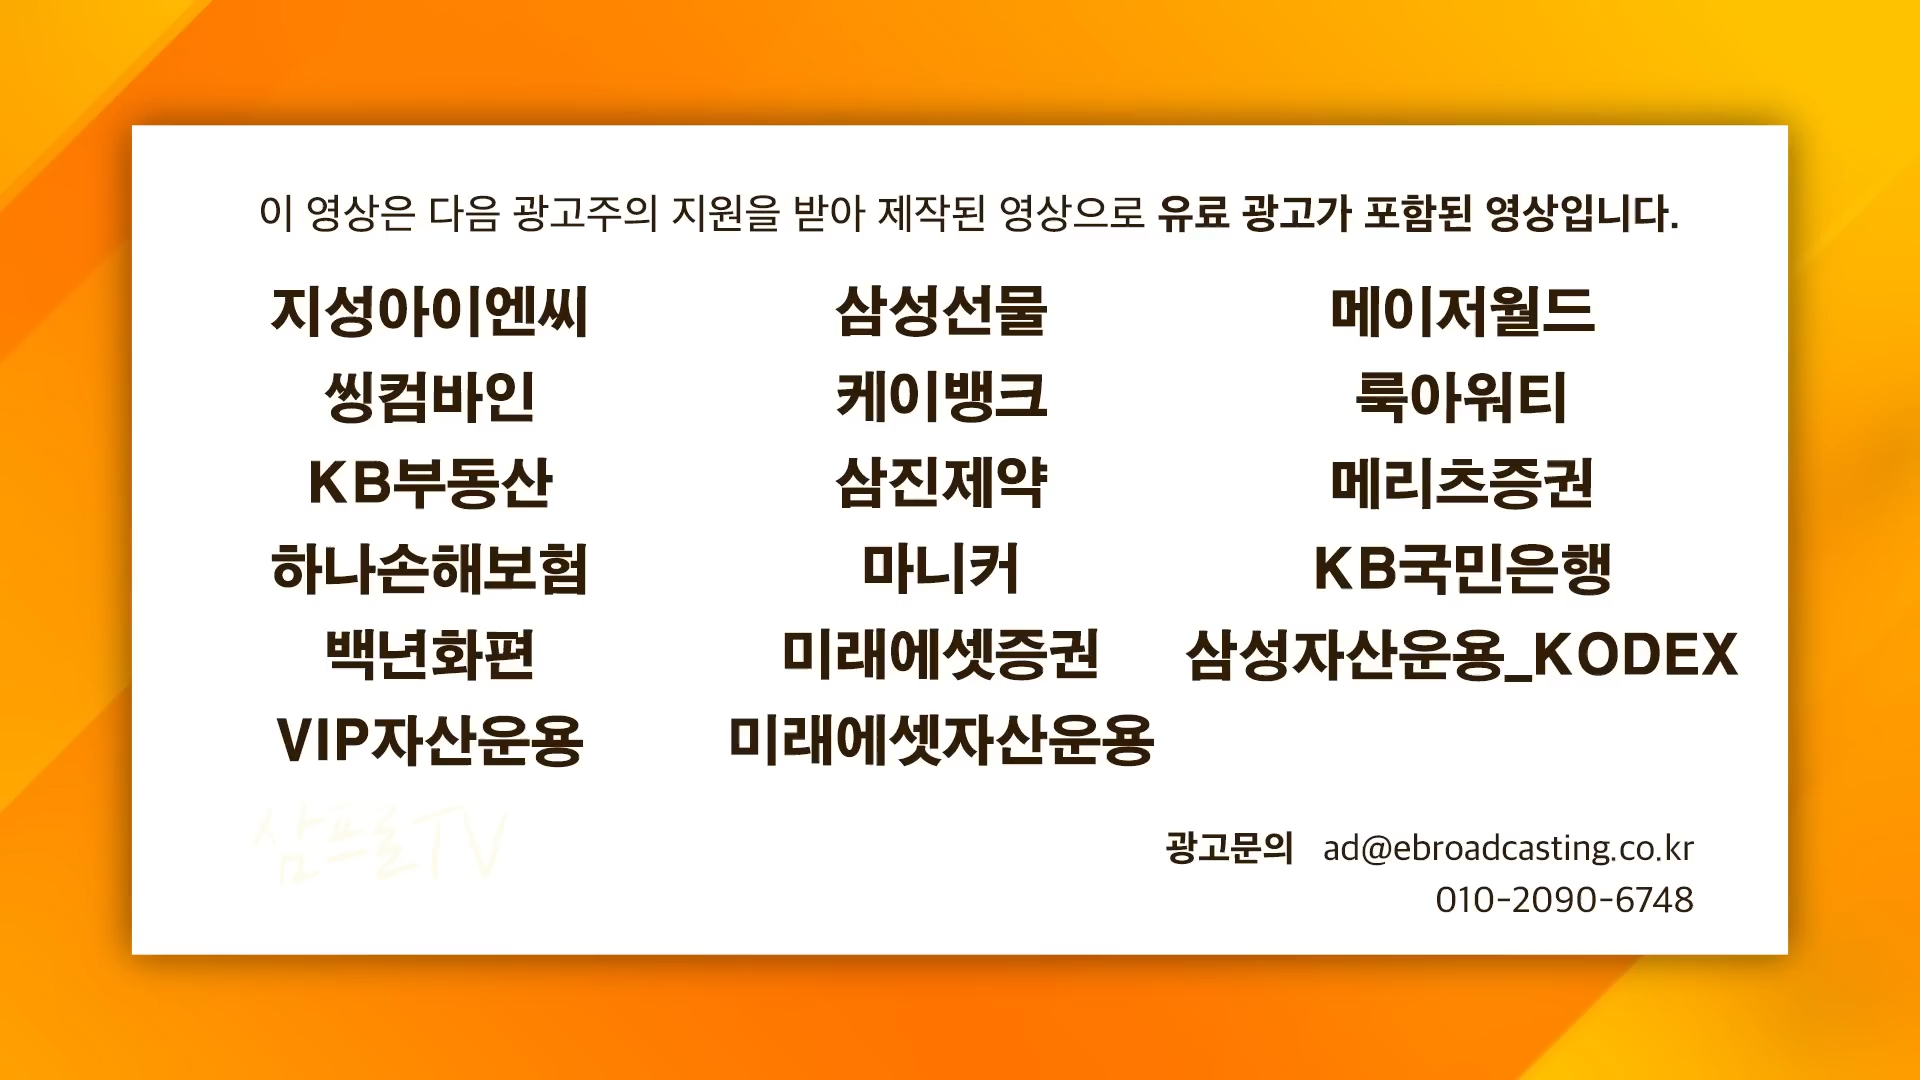 이 영상은 다음 광고주의 지원을 받아 제작된 영상으로 유료 광고가 포함된 영상입니다.
지성아이엔씨 삼성선물 메이저월드
씽컴바인 케이뱅크 룩아워티
KB부동산 삼진제약 메리츠증권
하나손해보험 마니커 KB국민은행
백년화편 미래에셋증권 삼성자산운용_KODEX
VIP자산운용 미래에셋자산운용
삼프로TV
광고문의 ad@ebroadcasting.co.kr
010-2090-6748